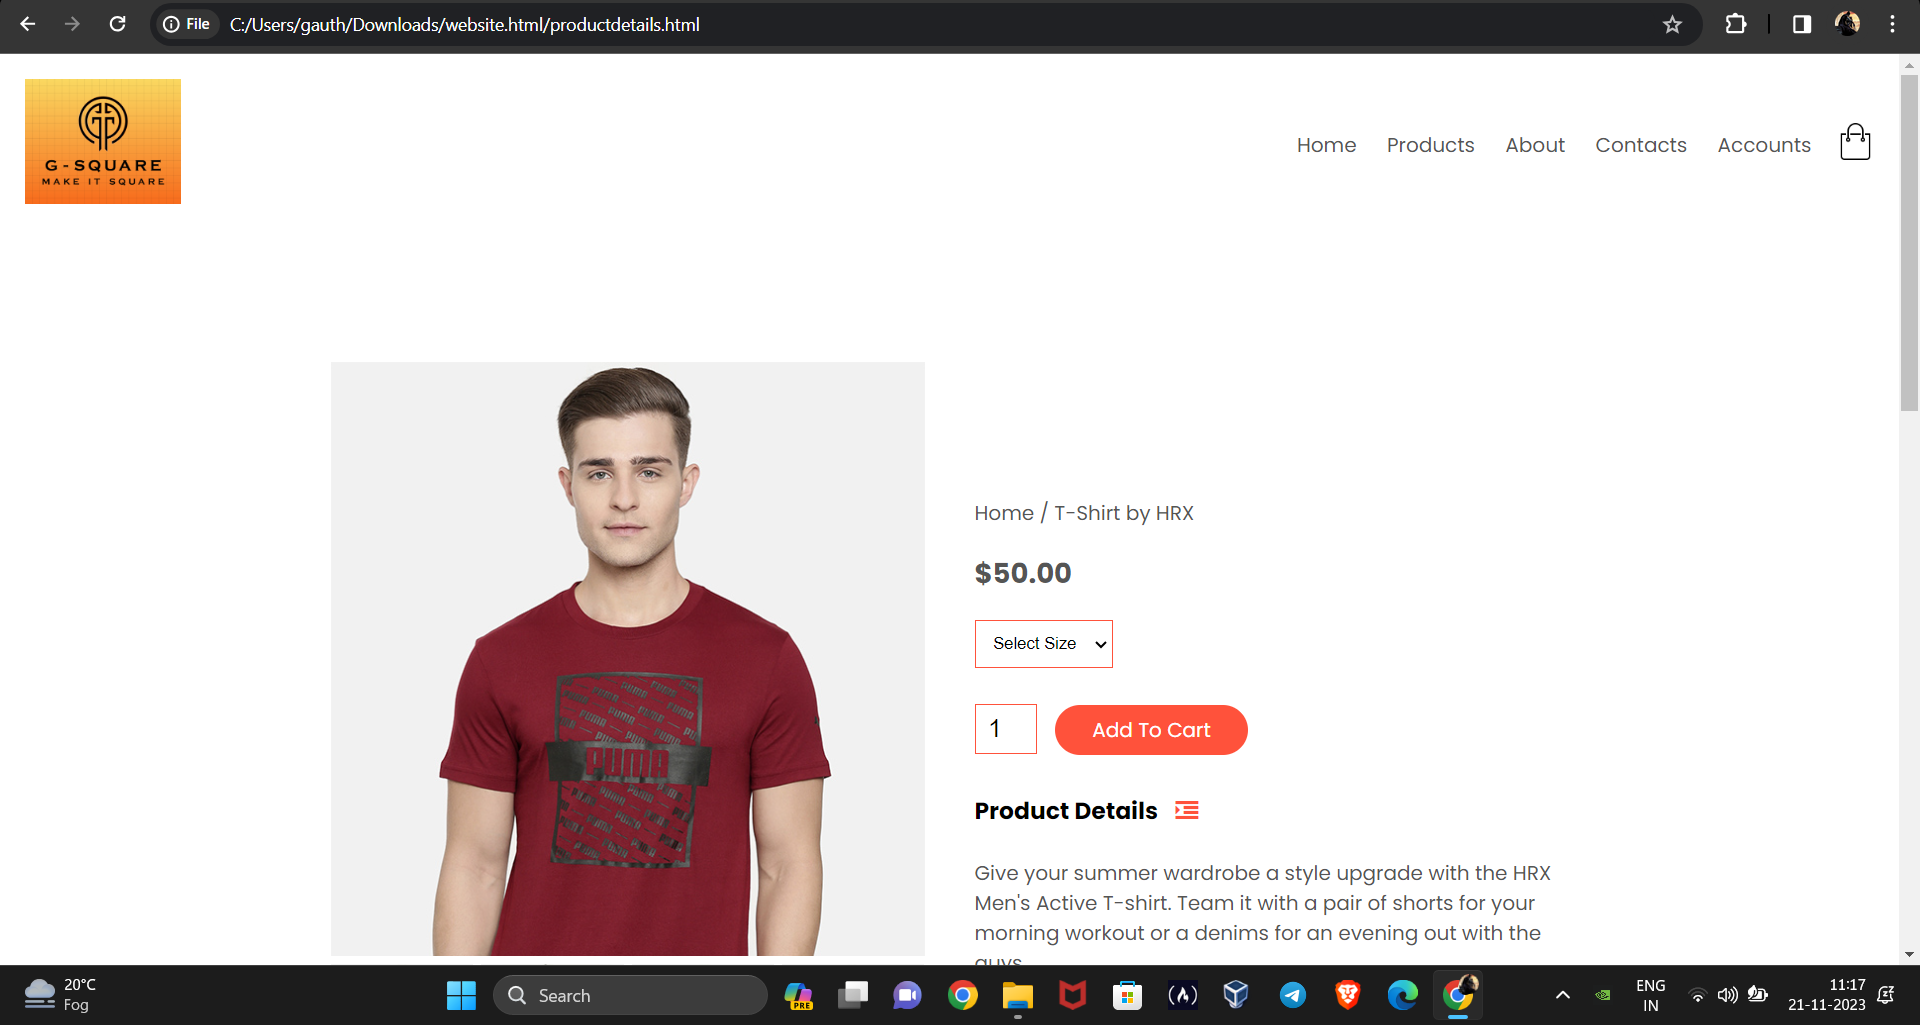 File
C:/Users/gauth/Downloads/website.html/productdetails.html
G-SQUARE
MAKE IT SQUARE
Home
Products
About
Contacts
Accounts
PUMA
Home / T-Shirt by HRX
$50.00
Select Size
1
Add To Cart
Product Details
Give your summer wardrobe a style upgrade with the HRX
Men's Active T-shirt. Team it with a pair of shorts for your
morning workout or a denims for an evening out with the
guys
20°C
Fog
Search
PRE
ENG
IN
11:17
21-11-2023